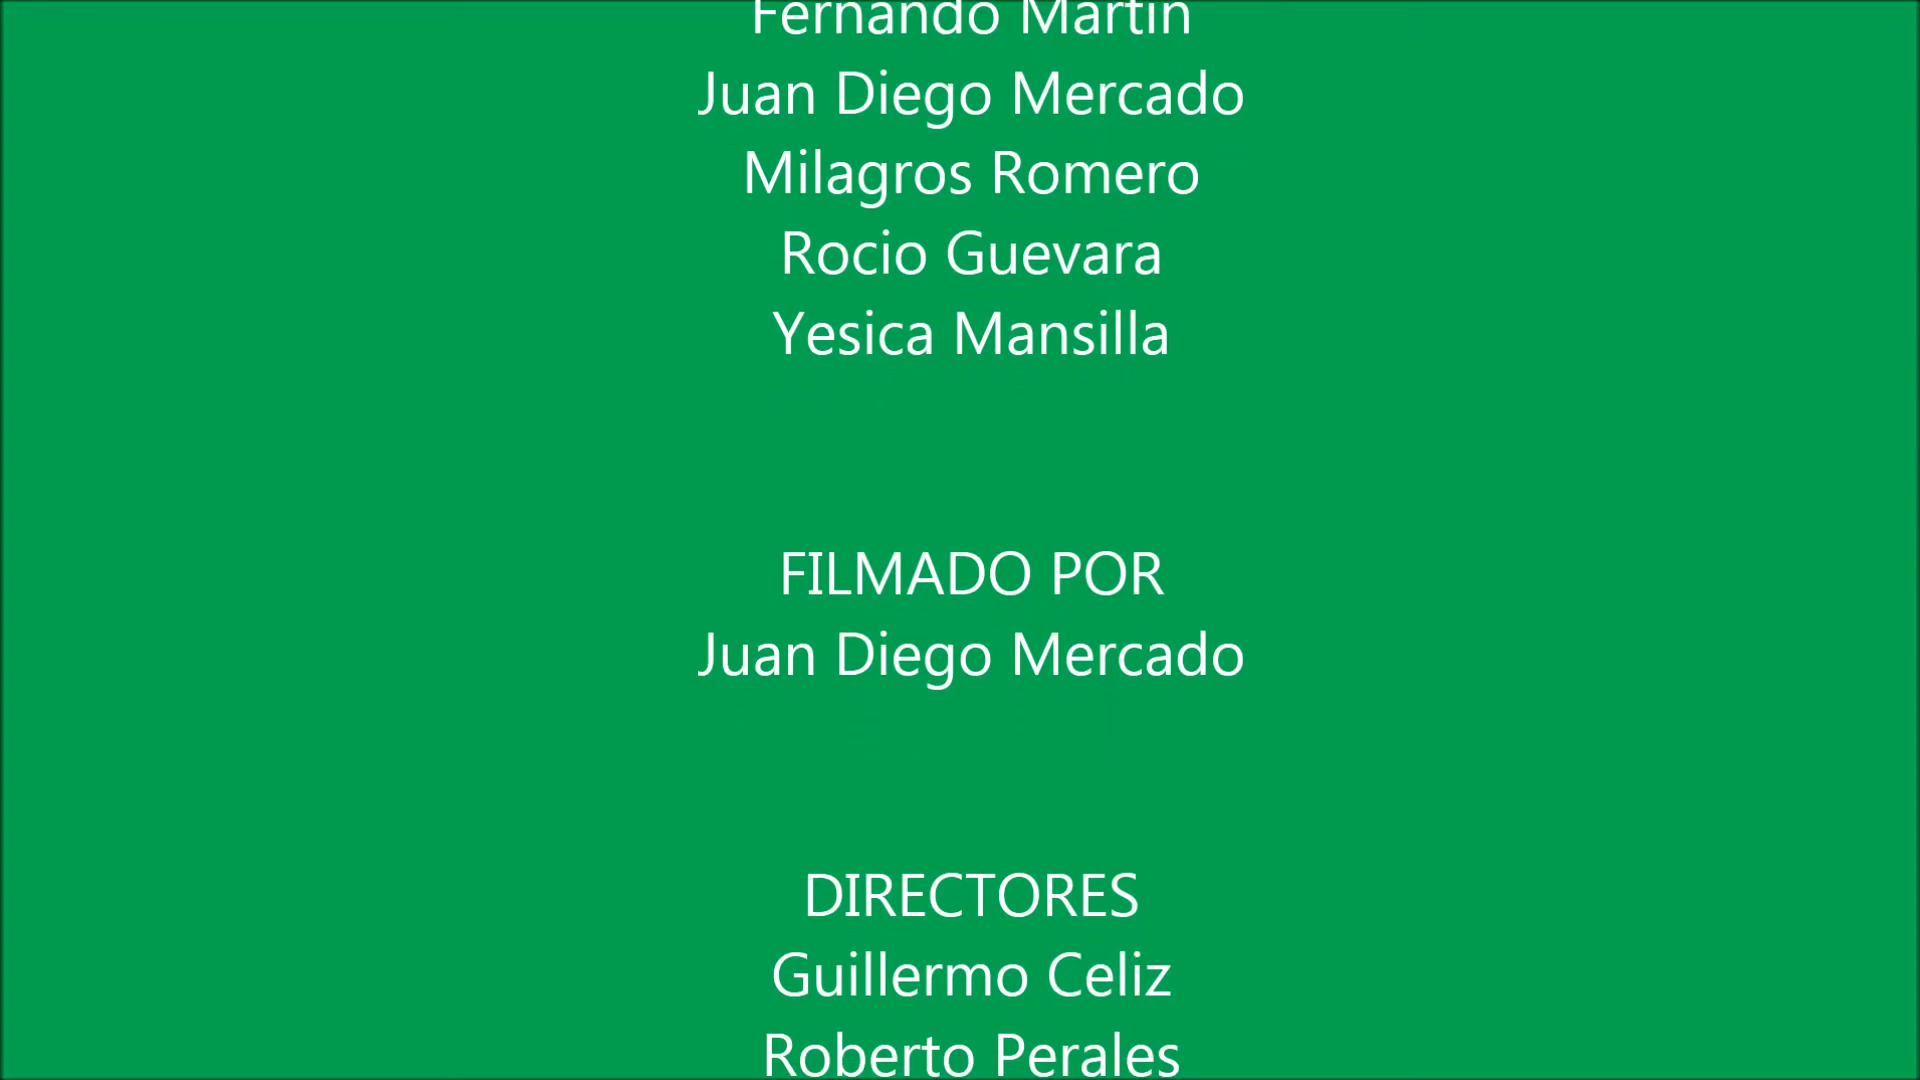 Fernando Martin
Juan Diego Mercado
Milagros Romero
Rocio Guevara
Yesica Mansilla
FILMADO POR
Juan Diego Mercado
DIRECTORES
Guillermo Celiz
Roberto Perales